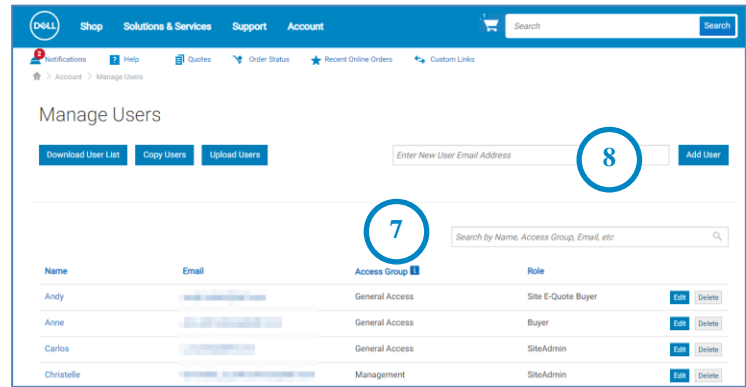 DELL Shop Solutions & Services Support Account 1 Search Search
2 Notifications ? Help Quotes Order Status Recent Online Orders Custom Links
> Account > Manage Users
Manage Users
Download User List Copy Users Upload Users Enter New User Email Address 8 Add User
7 Search by Name, Access Group, Email, etc
Name Email Access Group i Role
Andy General Access Site E-Quote Buyer Edit Delete
Anne General Access Buyer Edit Delete
Carlos General Access SiteAdmin Edit Delete
Christelle Management SiteAdmin Edit Delete